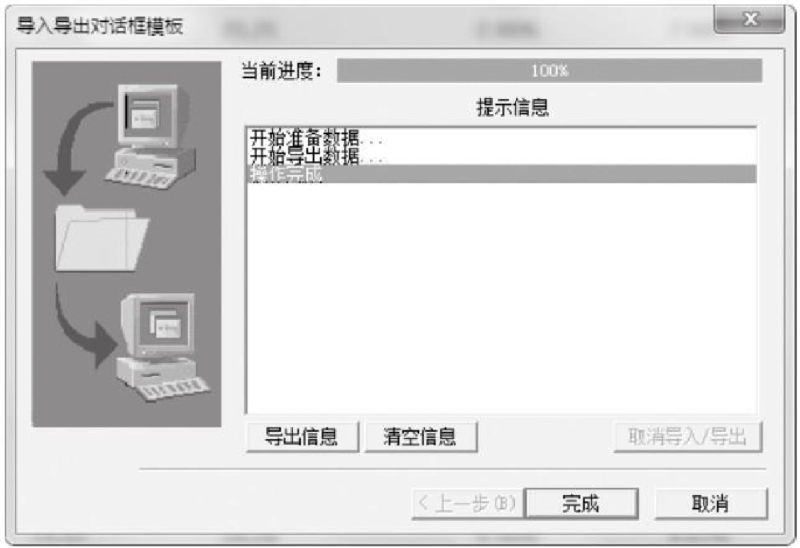 导入导出对话框模板
当前进度：
100%
提示信息
开始准备数据...
开始导出数据...
操作完成
导出信息
清空信息
取消导入/导出
<上一步(B)
完成
取消